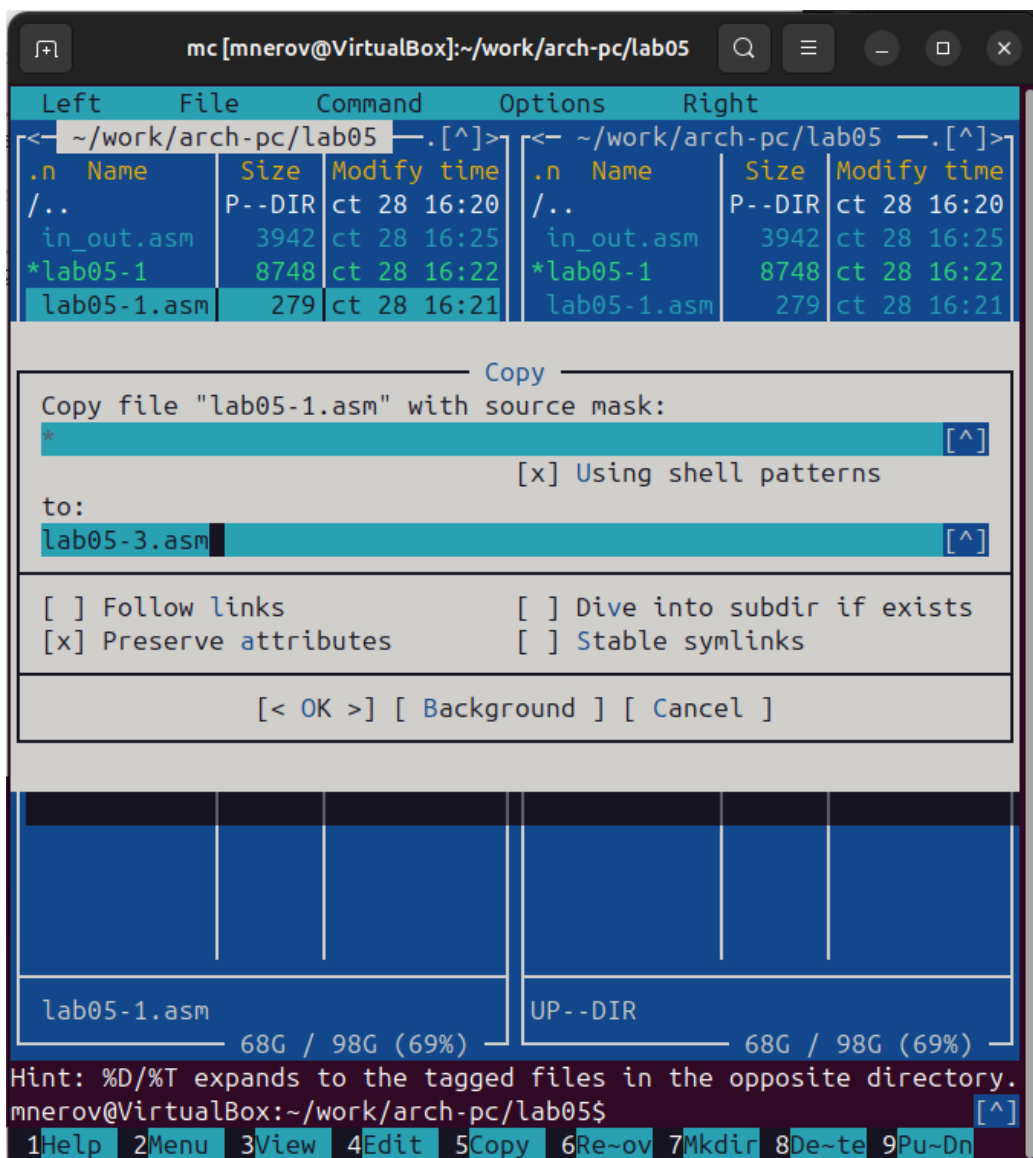 mc [mnerov@VirtualBox]:~/work/arch-pc/lab05
Left File Command Options Right
<─ ~/work/arch-pc/lab05 ──.[^]> <─ ~/work/arch-pc/lab05 ──.[^]>
.n Name Size Modify time .n Name Size Modify time
/.. P--DIR ct 28 16:20 /.. P--DIR ct 28 16:20
in_out.asm 3942 ct 28 16:25 in_out.asm 3942 ct 28 16:25
*lab05-1 8748 ct 28 16:22 *lab05-1 8748 ct 28 16:22
lab05-1.asm 279 ct 28 16:21 lab05-1.asm 279 ct 28 16:21
Copy
Copy file "lab05-1.asm" with source mask:
* [^]
[x] Using shell patterns
to:
lab05-3.asm [^]
[ ] Follow links [ ] Dive into subdir if exists
[x] Preserve attributes [ ] Stable symlinks
[< OK >] [ Background ] [ Cancel ]
lab05-1.asm UP--DIR
68G / 98G (69%) 68G / 98G (69%)
Hint: %D/%T expands to the tagged files in the opposite directory.
mnerov@VirtualBox:~/work/arch-pc/lab05$ [^]
1Help 2Menu 3View 4Edit 5Copy 6Re~ov 7Mkdir 8De~te 9Pu~Dn